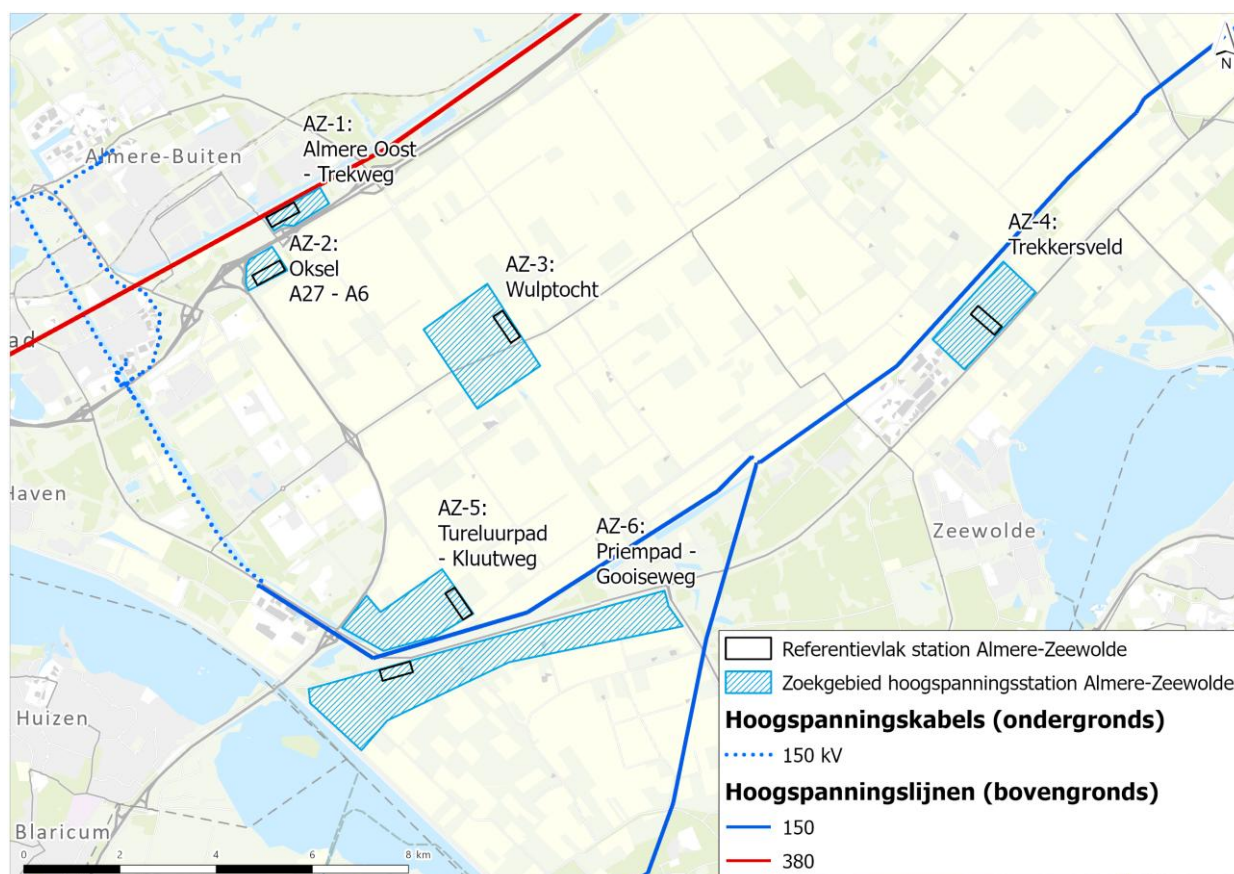 N
AZ-1:
Almere Oost
- Trekweg
Almere-Buiten
AZ-2:
Oksel
A27 - A6
AZ-3:
Wulptocht
AZ-4:
Trekkersveld
ad
Haven
AZ-5:
Tureluurpad
- Kluutweg
AZ-6:
Priempad -
Gooiseweg
Zeewolde
Huizen
Blaricum
0 2 4 6 8 km
Referentievlak station Almere-Zeewolde
Zoekgebied hoogspanningsstation Almere-Zeewolde
Hoogspanningskabels (ondergronds)
150 kV
Hoogspanningslijnen (bovengronds)
150
380